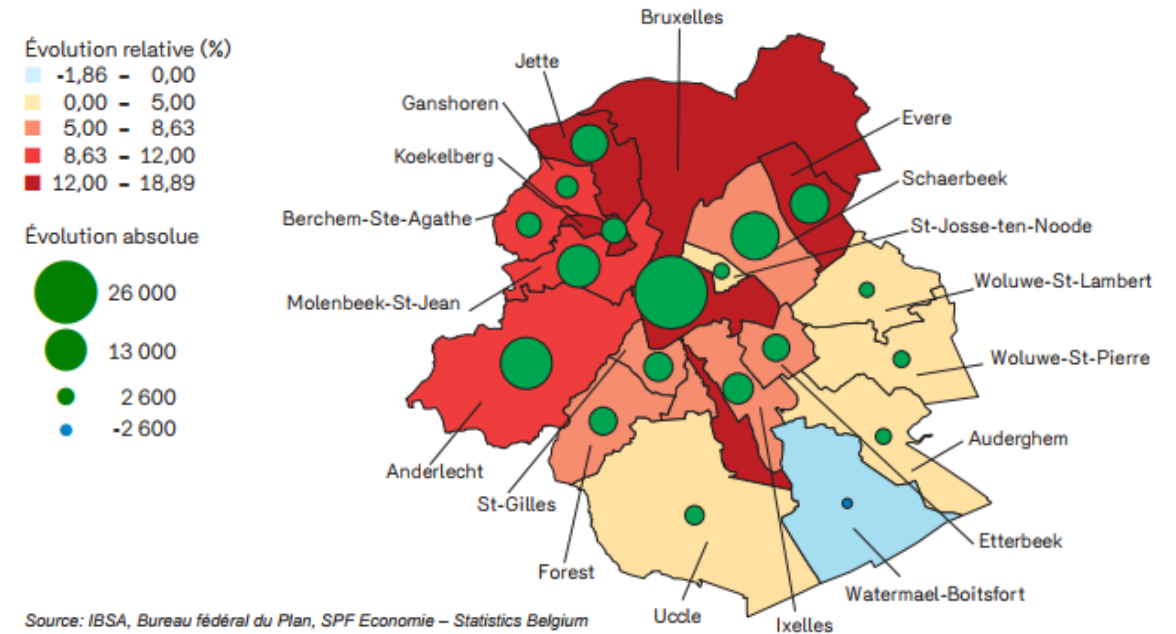 Évolution relative (%)
-1,86 – 0,00
0,00 – 5,00
5,00 – 8,63
8,63 – 12,00
12,00 – 18,89
Évolution absolue
26 000
13 000
2 600
-2 600
Bruxelles
Jette
Ganshoren
Koekelberg
Berchem-Ste-Agathe
Molenbeek-St-Jean
Anderlecht
St-Gilles
Forest
Uccle
Ixelles
Watermael-Boitsfort
Etterbeek
Auderghem
Woluwe-St-Pierre
Woluwe-St-Lambert
St-Josse-ten-Noode
Schaerbeek
Evere
Source: IBSA, Bureau fédéral du Plan, SPF Economie – Statistics Belgium